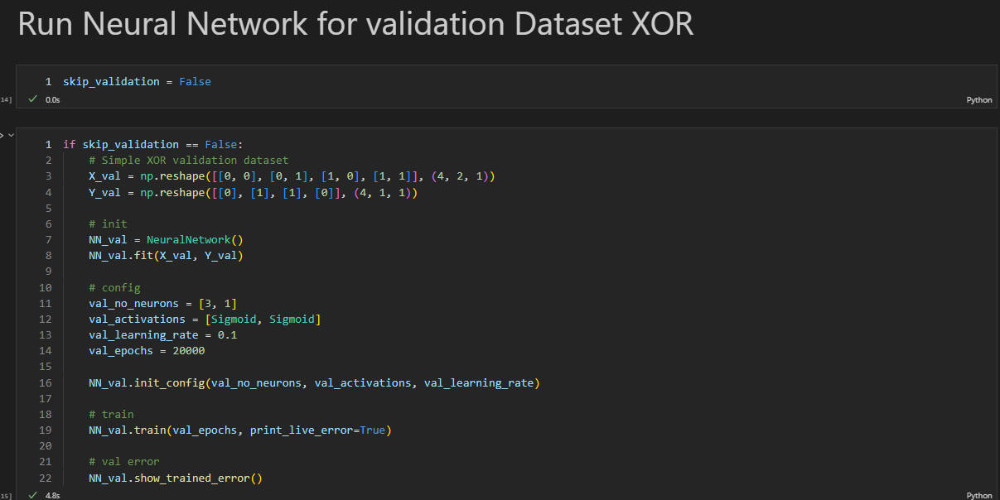 Run Neural Network for validation Dataset XOR
1 skip_validation = False
14]
0.0s
Python
1 if skip_validation == False:
2 # Simple XOR validation dataset
3 X_val = np.reshape([[0, 0], [0, 1], [1, 0], [1, 1]], (4, 2, 1))
4 Y_val = np.reshape([[0], [1], [1], [0]], (4, 1, 1))
5
6 # init
7 NN_val = NeuralNetwork()
8 NN_val.fit(X_val, Y_val)
9
10 # config
11 val_no_neurons = [3, 1]
12 val_activations = [Sigmoid, Sigmoid]
13 val_learning_rate = 0.1
14 val_epochs = 20000
15
16 NN_val.init_config(val_no_neurons, val_activations, val_learning_rate)
17
18 # train
19 NN_val.train(val_epochs, print_live_error=True)
20
21 # val error
22 NN_val.show_trained_error()
15]
4.8s
Python